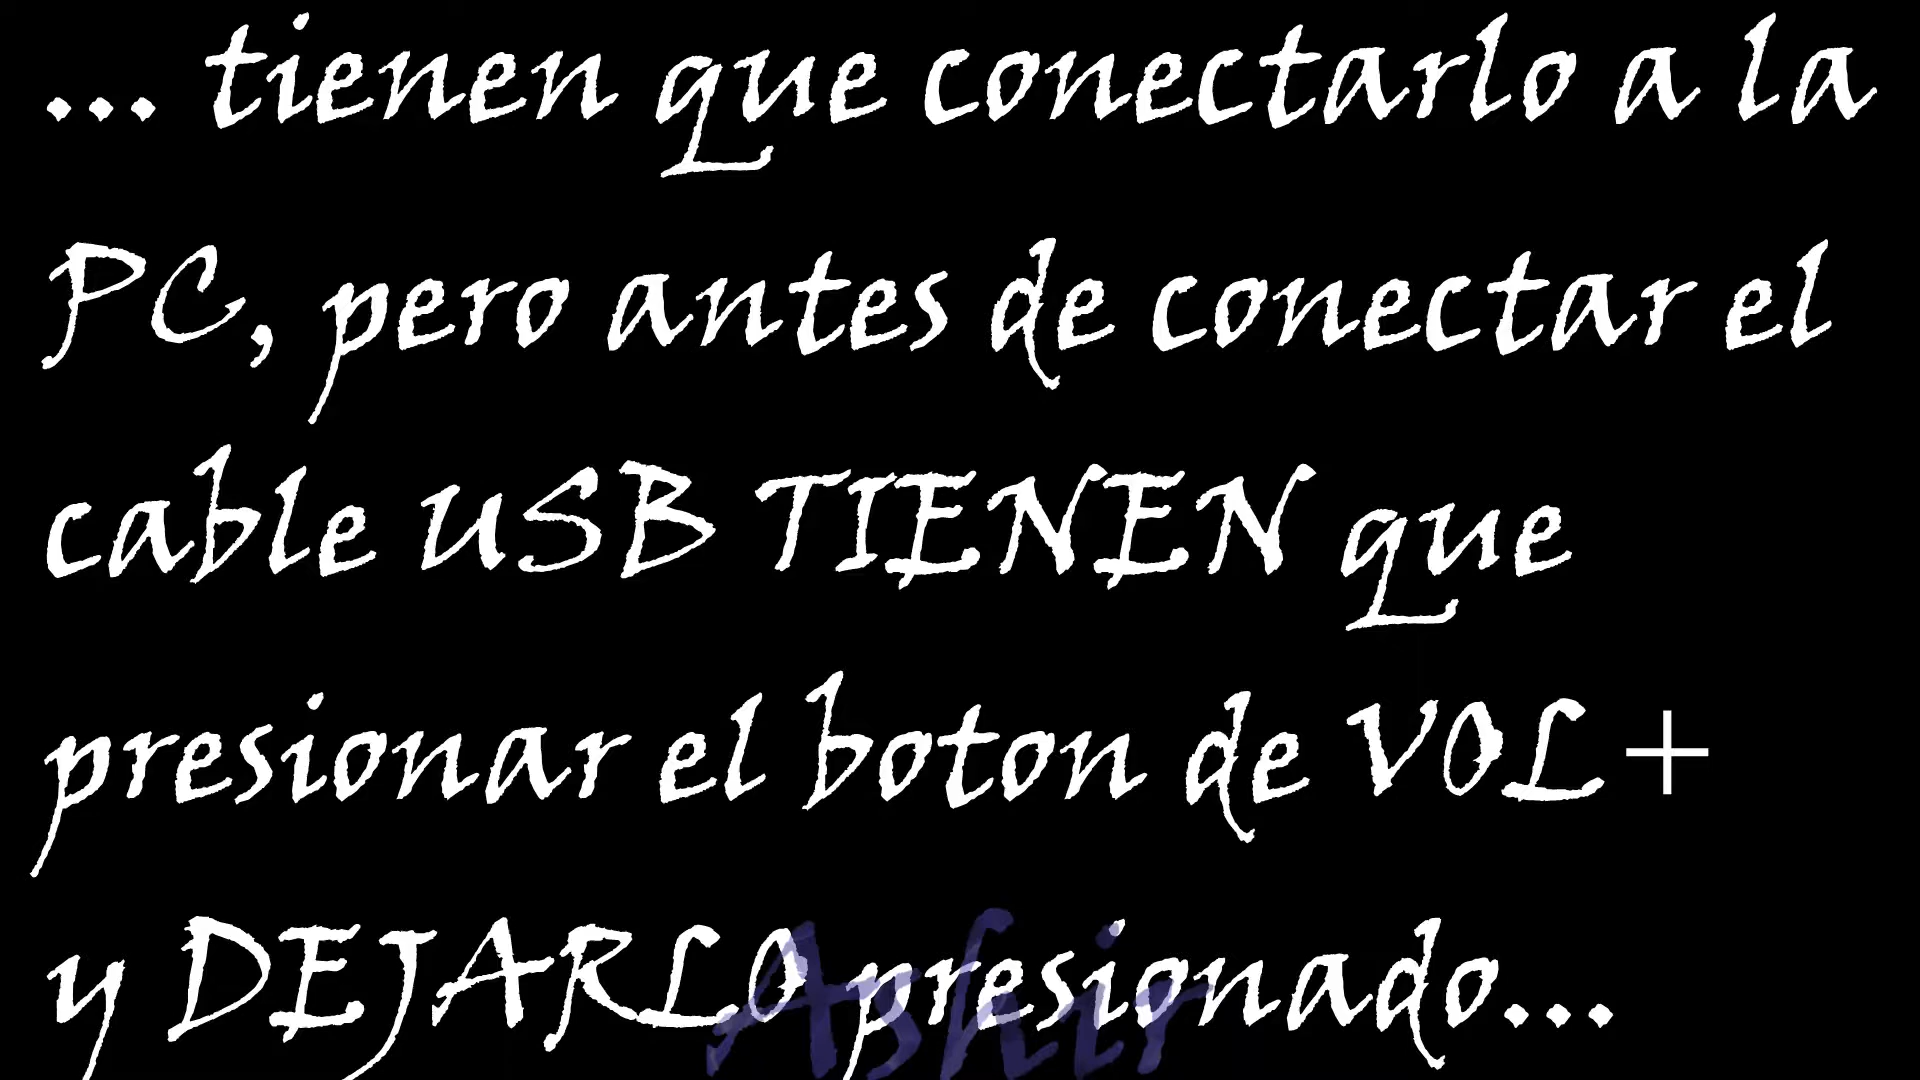 ... tienen que conectarlo a la
PC, pero antes de conectar el
cable USB TIENEN que
presionar el boton de VOL +
y DEJARLO presionado...
Ashir